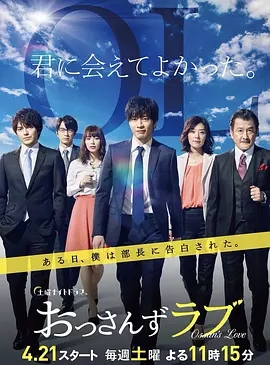 OL
君に会えてよかった。
ある日、僕は部長に告白された。
土曜ナイトドラマ
おっさんずラブ
Ossan's Love
4.21スタート 毎週土曜 よる11時15分